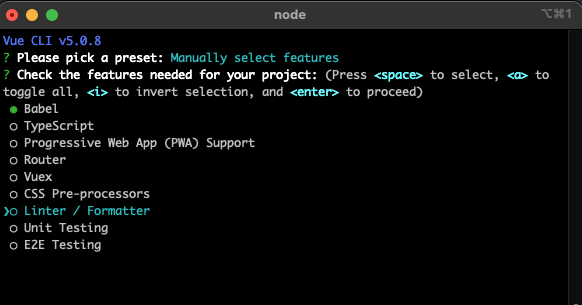 node
⌥⌘1
Vue CLI v5.0.8
? Please pick a preset: Manually select features
? Check the features needed for your project: (Press <space> to select, <a> to
toggle all, <i> to invert selection, and <enter> to proceed)
◉ Babel
◯ TypeScript
◯ Progressive Web App (PWA) Support
◯ Router
◯ Vuex
◯ CSS Pre-processors
❯◯ Linter / Formatter
◯ Unit Testing
◯ E2E Testing